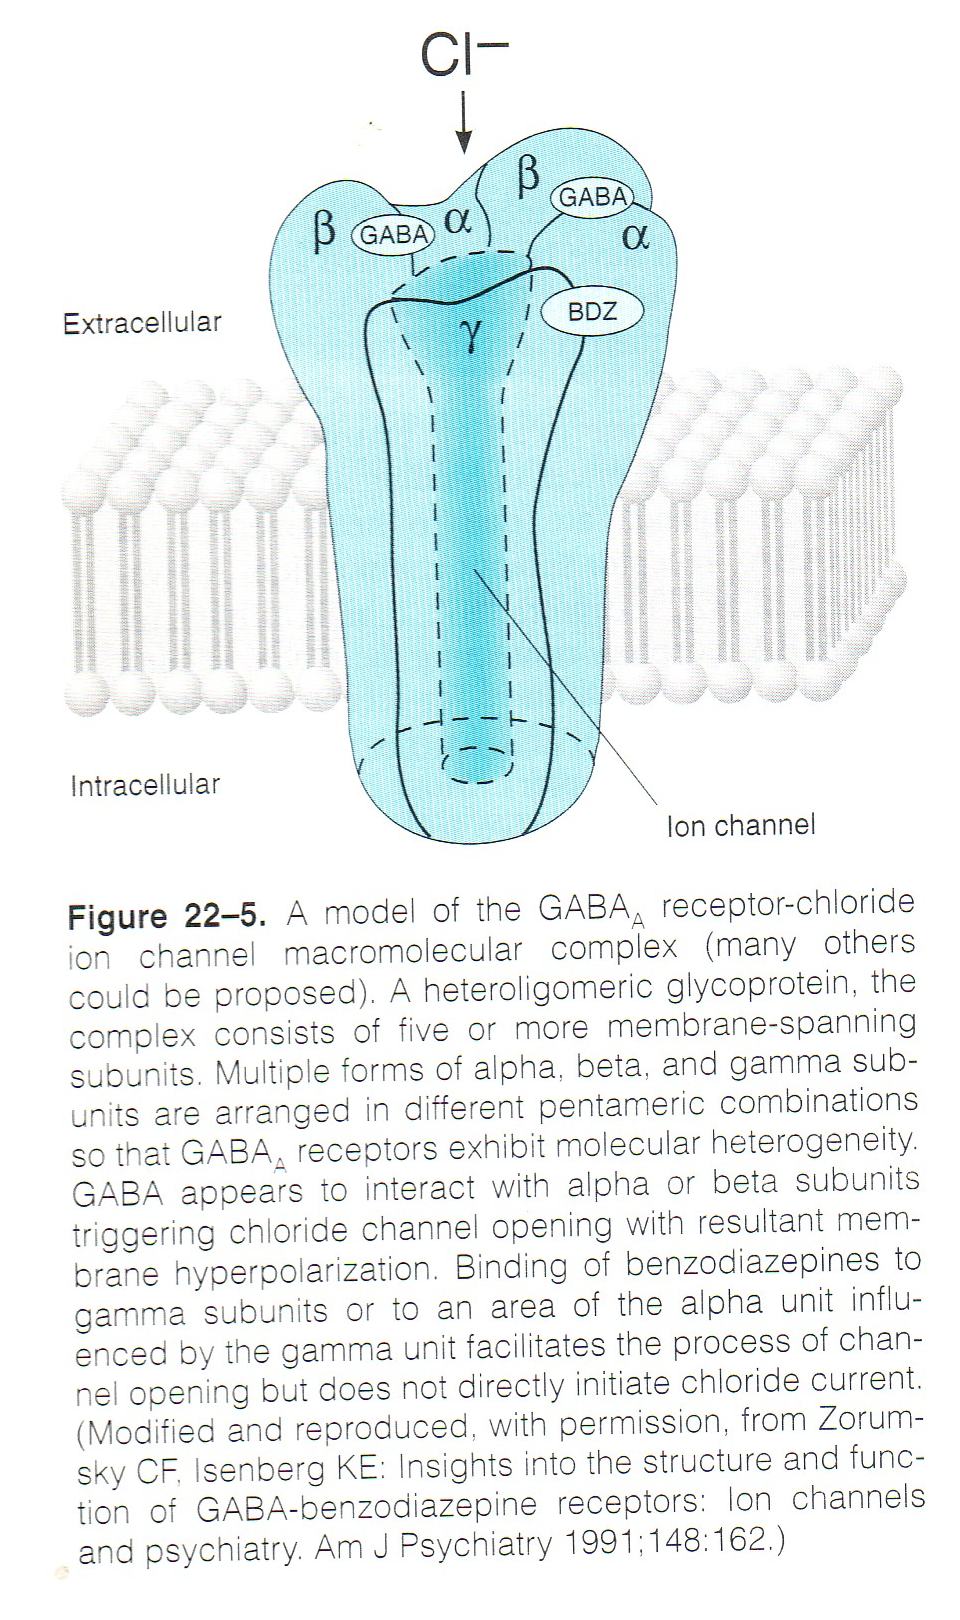 Cl−
β
GABA
α
β
GABA
α
BDZ
γ
Extracellular
Intracellular
Ion channel
Figure 22–5. A model of the GABA_A receptor-chloride
ion channel macromolecular complex (many others
could be proposed). A heteroligomeric glycoprotein, the
complex consists of five or more membrane-spanning
subunits. Multiple forms of alpha, beta, and gamma sub-
units are arranged in different pentameric combinations
so that GABA_A receptors exhibit molecular heterogeneity.
GABA appears to interact with alpha or beta subunits
triggering chloride channel opening with resultant mem-
brane hyperpolarization. Binding of benzodiazepines to
gamma subunits or to an area of the alpha unit influ-
enced by the gamma unit facilitates the process of chan-
nel opening but does not directly initiate chloride current.
(Modified and reproduced, with permission, from Zorum-
sky CF, Isenberg KE: Insights into the structure and func-
tion of GABA-benzodiazepine receptors: Ion channels
and psychiatry. Am J Psychiatry 1991;148:162.)